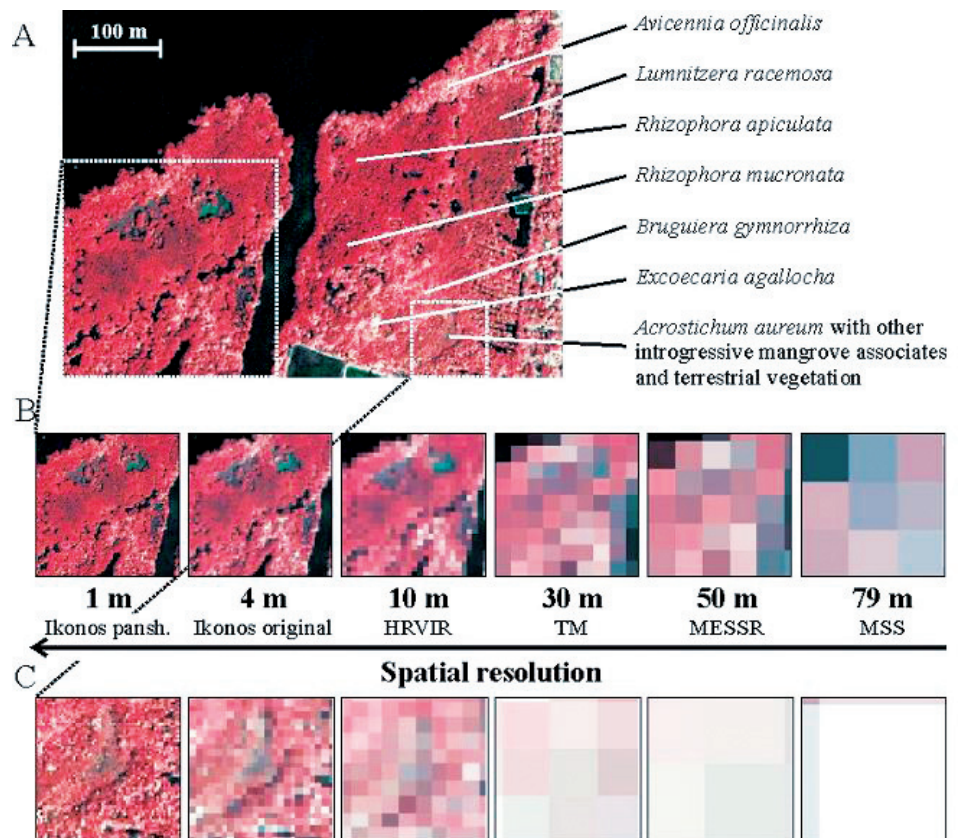 A
100 m
Avicennia officinalis
Lumnitzera racemosa
Rhizophora apiculata
Rhizophora mucronata
Bruguiera gymnorrhiza
Excoecaria agallocha
Acrostichum aureum with other
introgressive mangrove associates
and terrestrial vegetation
B
1 m
4 m
10 m
30 m
50 m
79 m
Ikonos pansh.
Ikonos original
HRVIR
TM
MESSR
MSS
Spatial resolution
C